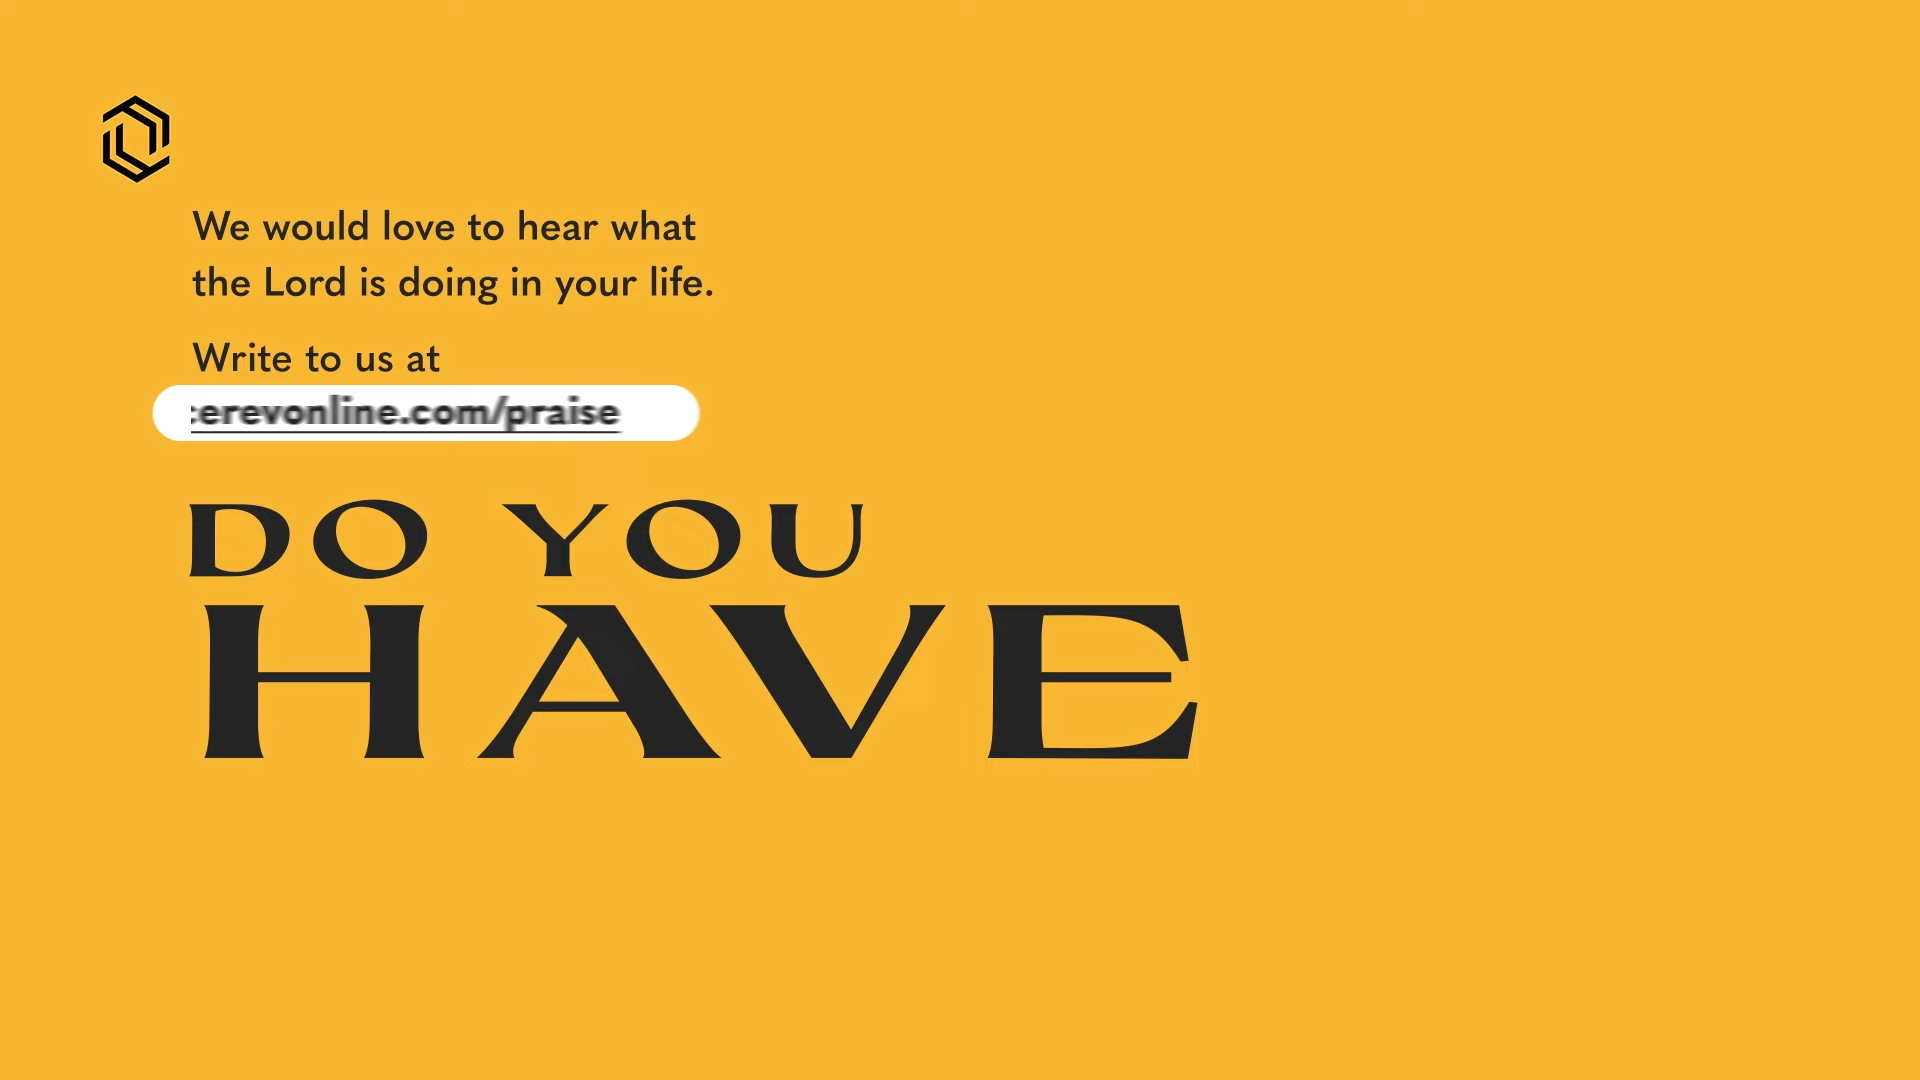 We would love to hear what
the Lord is doing in your life.
Write to us at
cerevonline.com/praise
DO YOU
HAVE